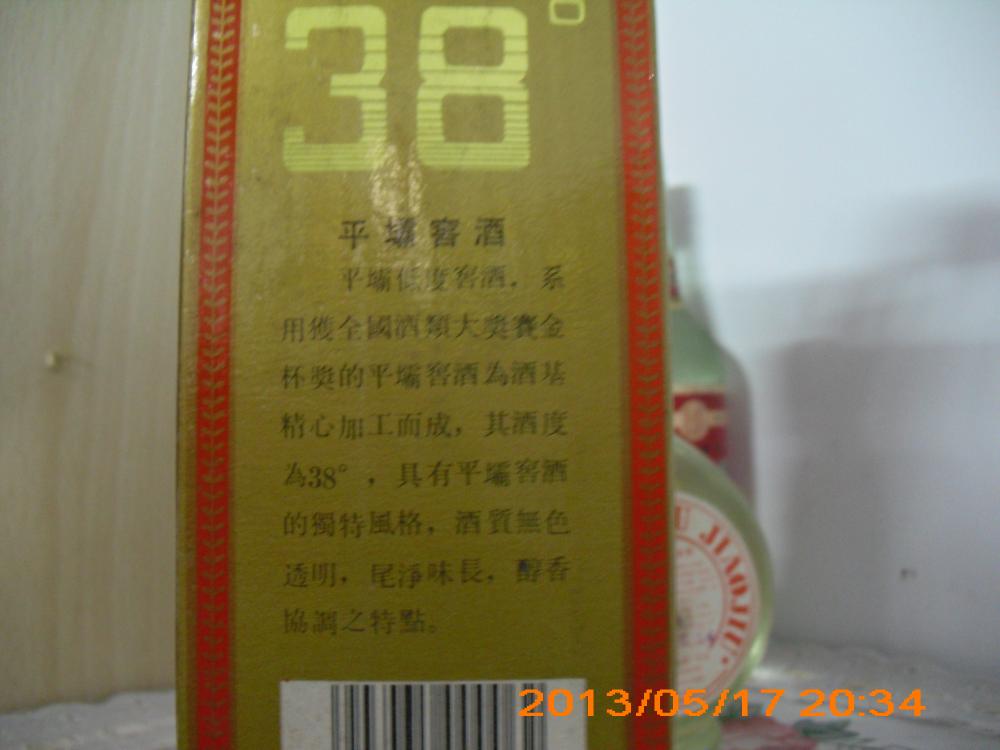 38°
平壩窖酒
平壩低度窖酒，系
用獲全國酒類大獎賽金
杯獎的平壩窖酒為酒基
精心加工而成，其酒度
為38°，具有平壩窖酒
的獨特風格，酒質無色
透明，尾淨味長，醇香
協調之特點。
U JIAOJIU
2013/05/17 20:34